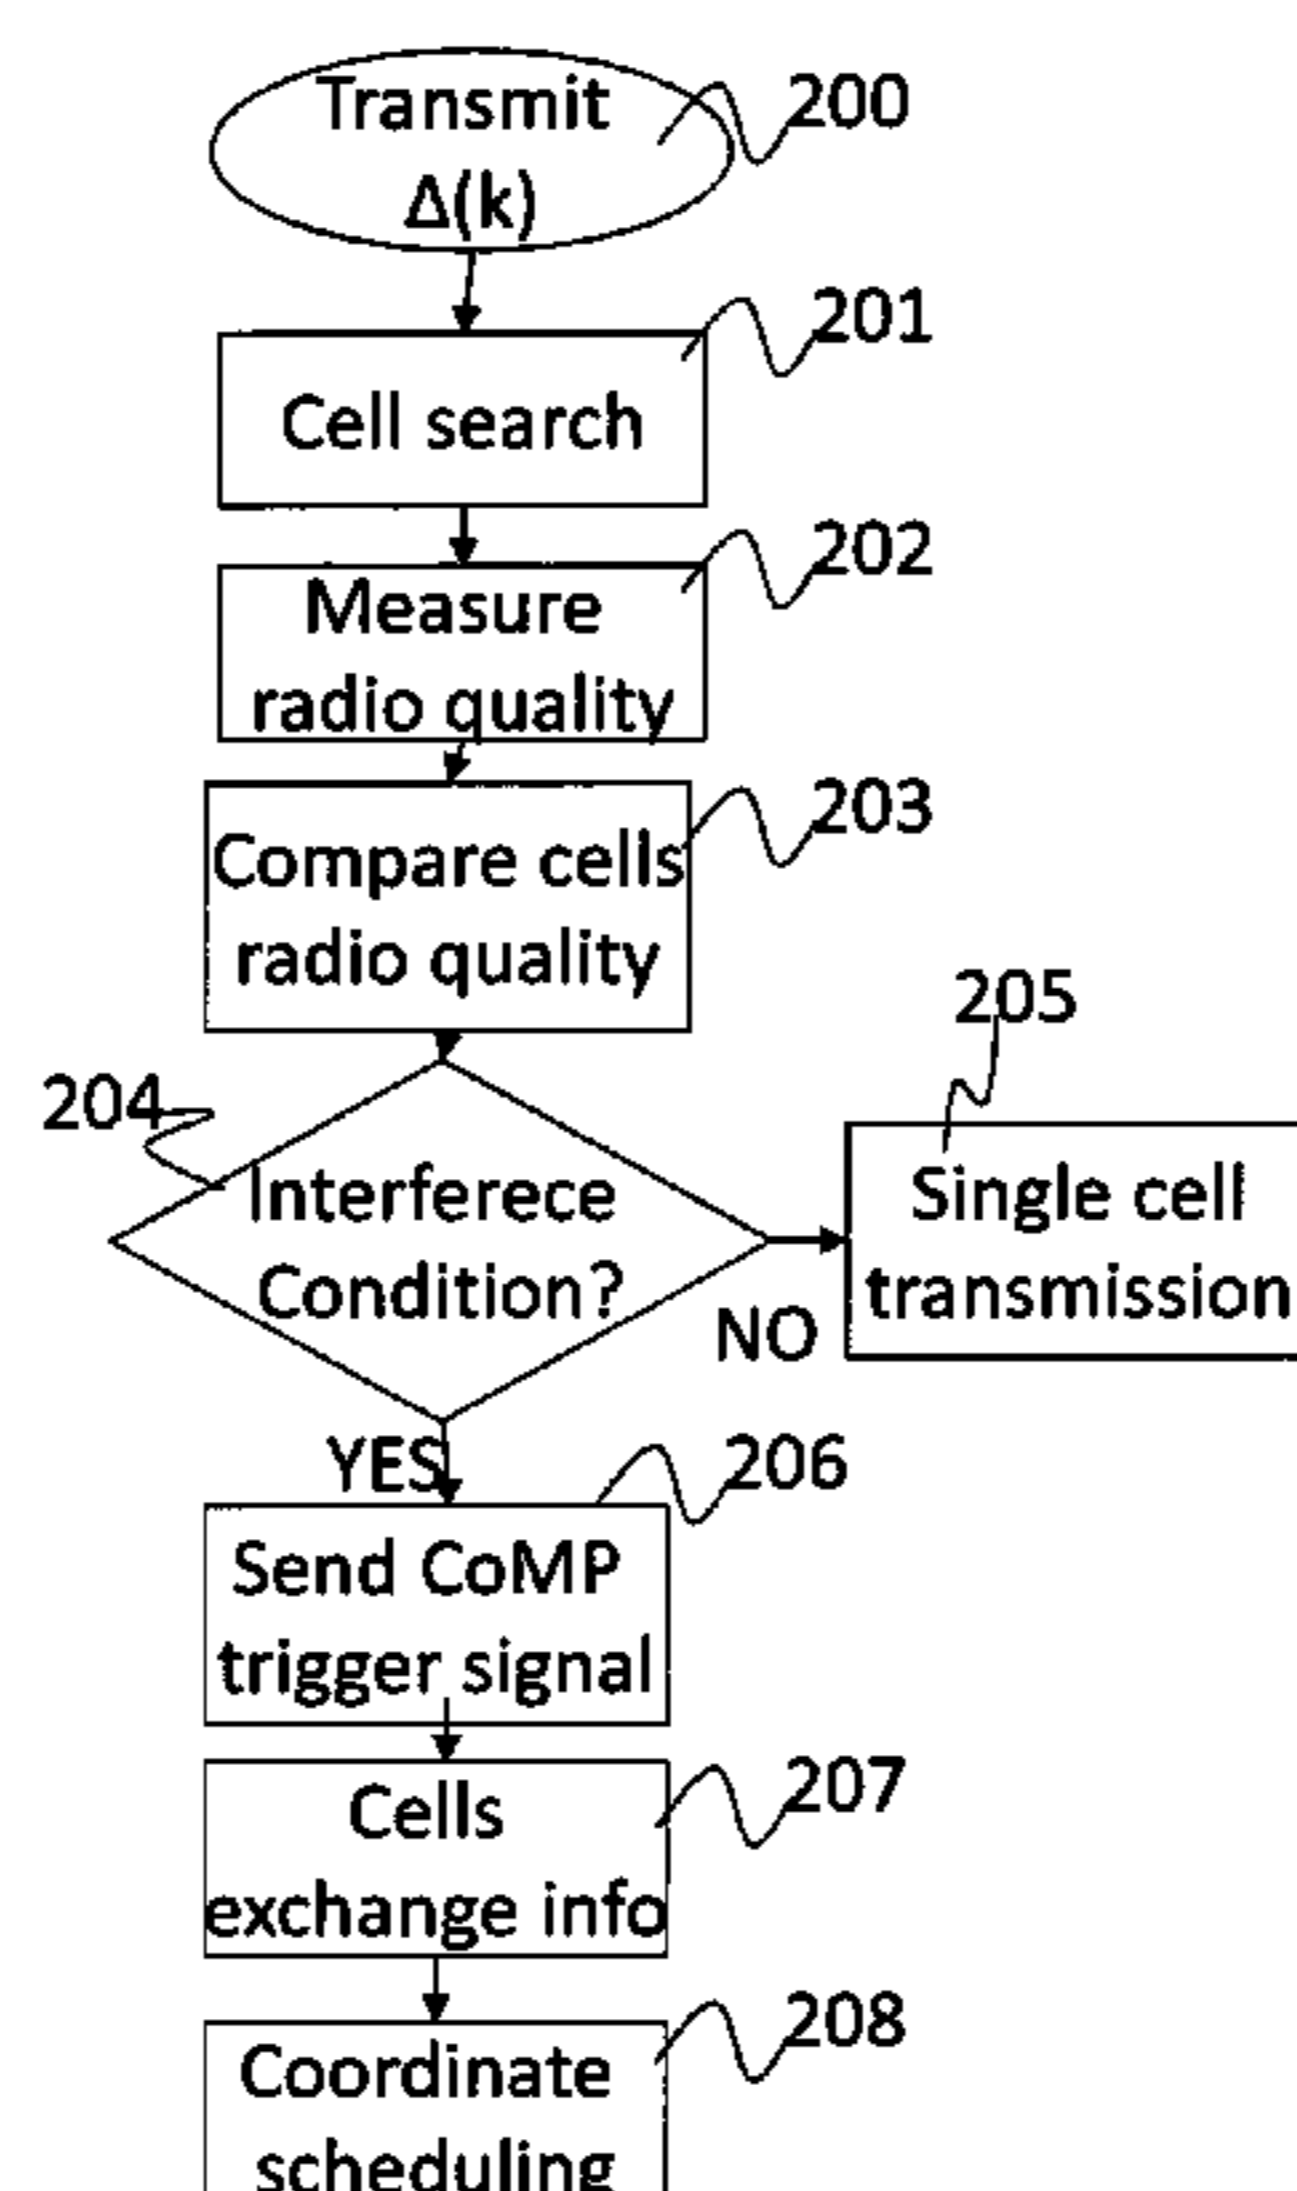 Transmit
Δ(k)
200
201
Cell search
202
Measure
radio quality
203
Compare cells
radio quality
204
Interferece
Condition?
NO
205
Single cell
transmission
YES
206
Send CoMP
trigger signal
207
Cells
exchange info
208
Coordinate
scheduling